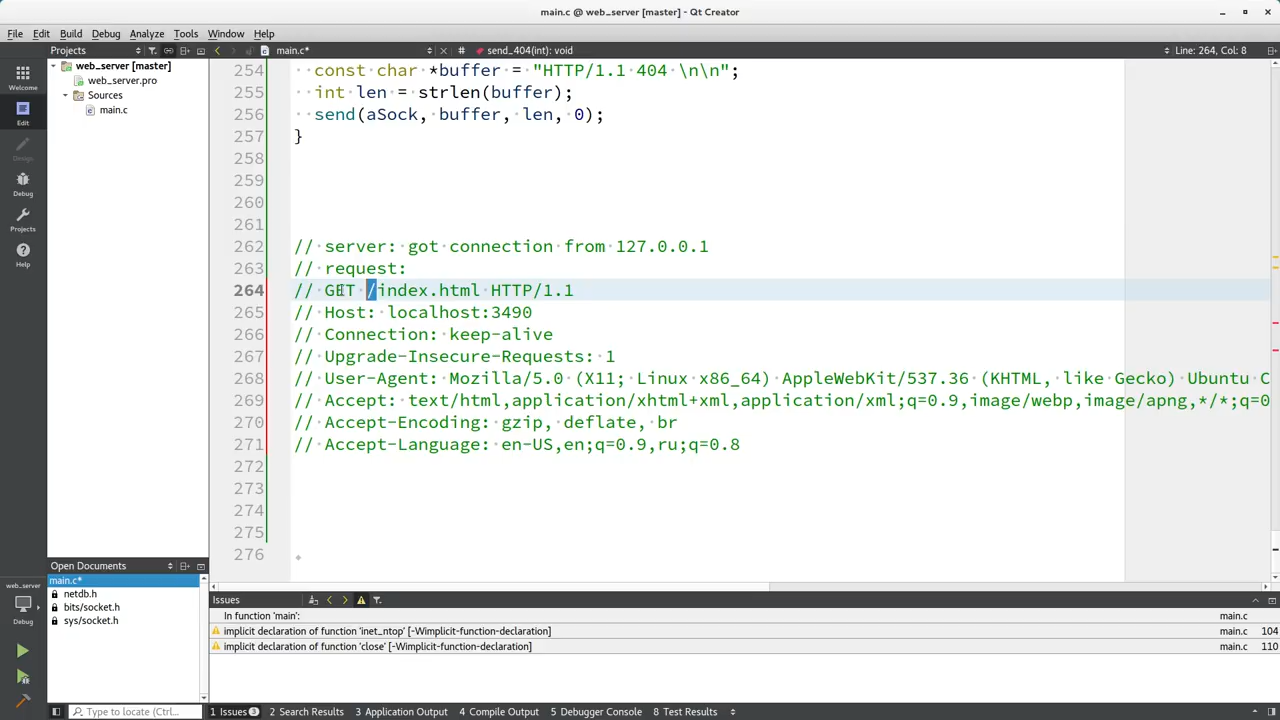 main.c @ web_server [master] - Qt Creator
File Edit Build Debug Analyze Tools Window Help
Projects
main.c*
# send_404(int): void
Line: 264, Col: 8
Welcome
Edit
Design
Debug
Projects
Help
web_server
Debug
web_server [master]
web_server.pro
Sources
main.c
254 const char *buffer = "HTTP/1.1 404 \n\n";
255 int len = strlen(buffer);
256 send(aSock, buffer, len, 0);
257 }
258
259
260
261
262 // server: got connection from 127.0.0.1
263 // request:
264 // GET /index.html HTTP/1.1
265 // Host: localhost:3490
266 // Connection: keep-alive
267 // Upgrade-Insecure-Requests: 1
268 // User-Agent: Mozilla/5.0 (X11; Linux x86_64) AppleWebKit/537.36 (KHTML, like Gecko) Ubuntu C
269 // Accept: text/html,application/xhtml+xml,application/xml;q=0.9,image/webp,image/apng,*/*;q=0
270 // Accept-Encoding: gzip, deflate, br
271 // Accept-Language: en-US,en;q=0.9,ru;q=0.8
272
273
274
275
276
Open Documents
main.c*
netdb.h
bits/socket.h
sys/socket.h
Issues
In function 'main': main.c
implicit declaration of function 'inet_ntop' [-Wimplicit-function-declaration] main.c 104
implicit declaration of function 'close' [-Wimplicit-function-declaration] main.c 110
Type to locate (Ctrl...
1 Issues 3
2 Search Results
3 Application Output
4 Compile Output
5 Debugger Console
8 Test Results